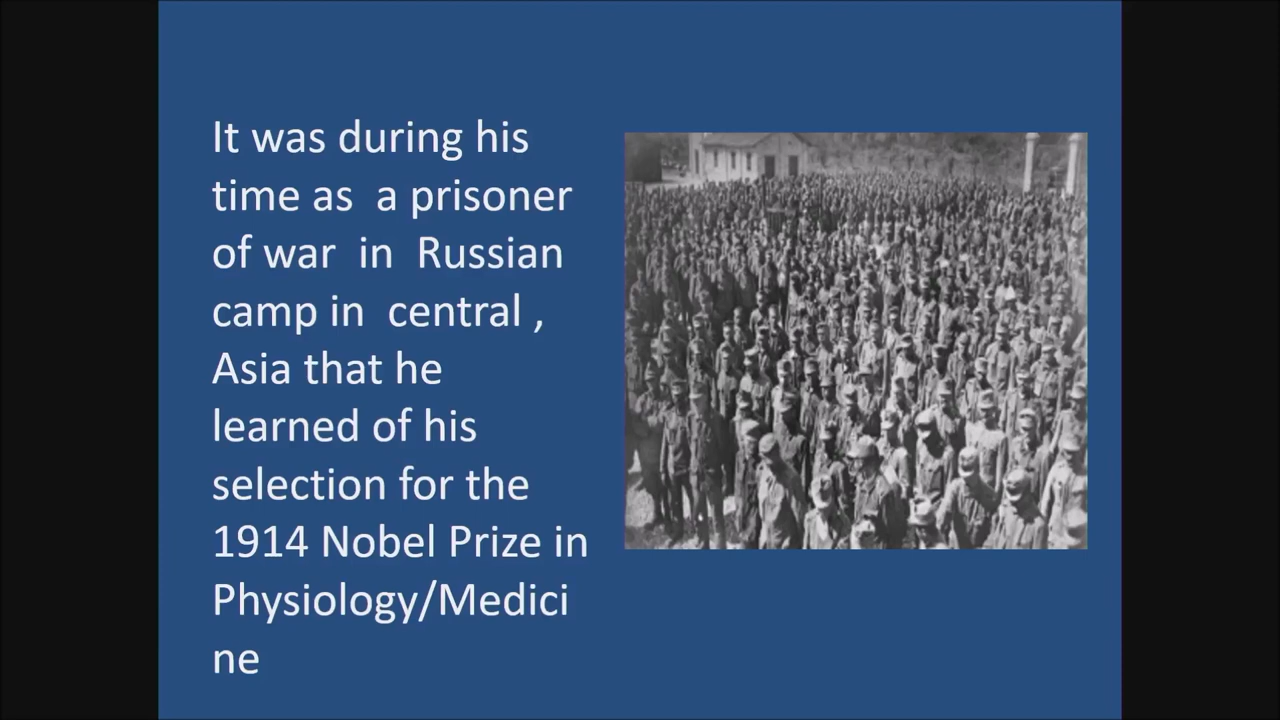 It was during his
time as  a prisoner
of war  in  Russian
camp in  central ,
Asia that he
learned of his
selection for the
1914 Nobel Prize in
Physiology/Medici
ne